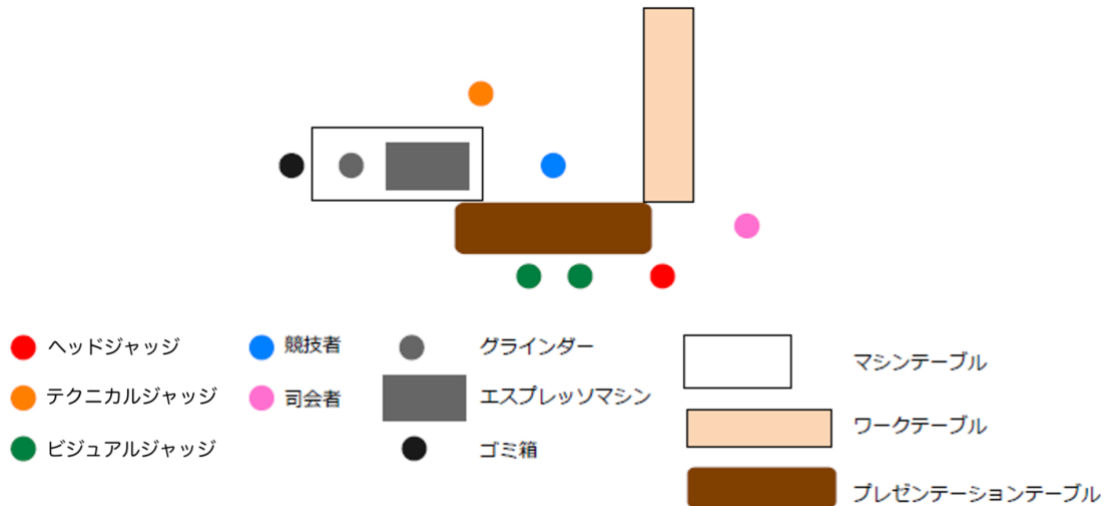 ヘッドジャッジ
テクニカルジャッジ
ビジュアルジャッジ
競技者
司会者
グラインダー
エスプレッソマシン
ゴミ箱
マシンテーブル
ワークテーブル
プレゼンテーションテーブル